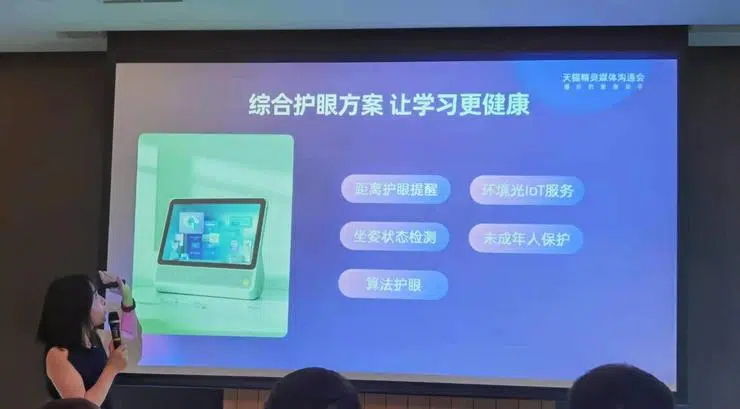 天猫精灵媒体沟通会
综合护眼方案 让学习更健康
距离护眼提醒
环境光IoT服务
坐姿状态检测
未成年人保护
算法护眼